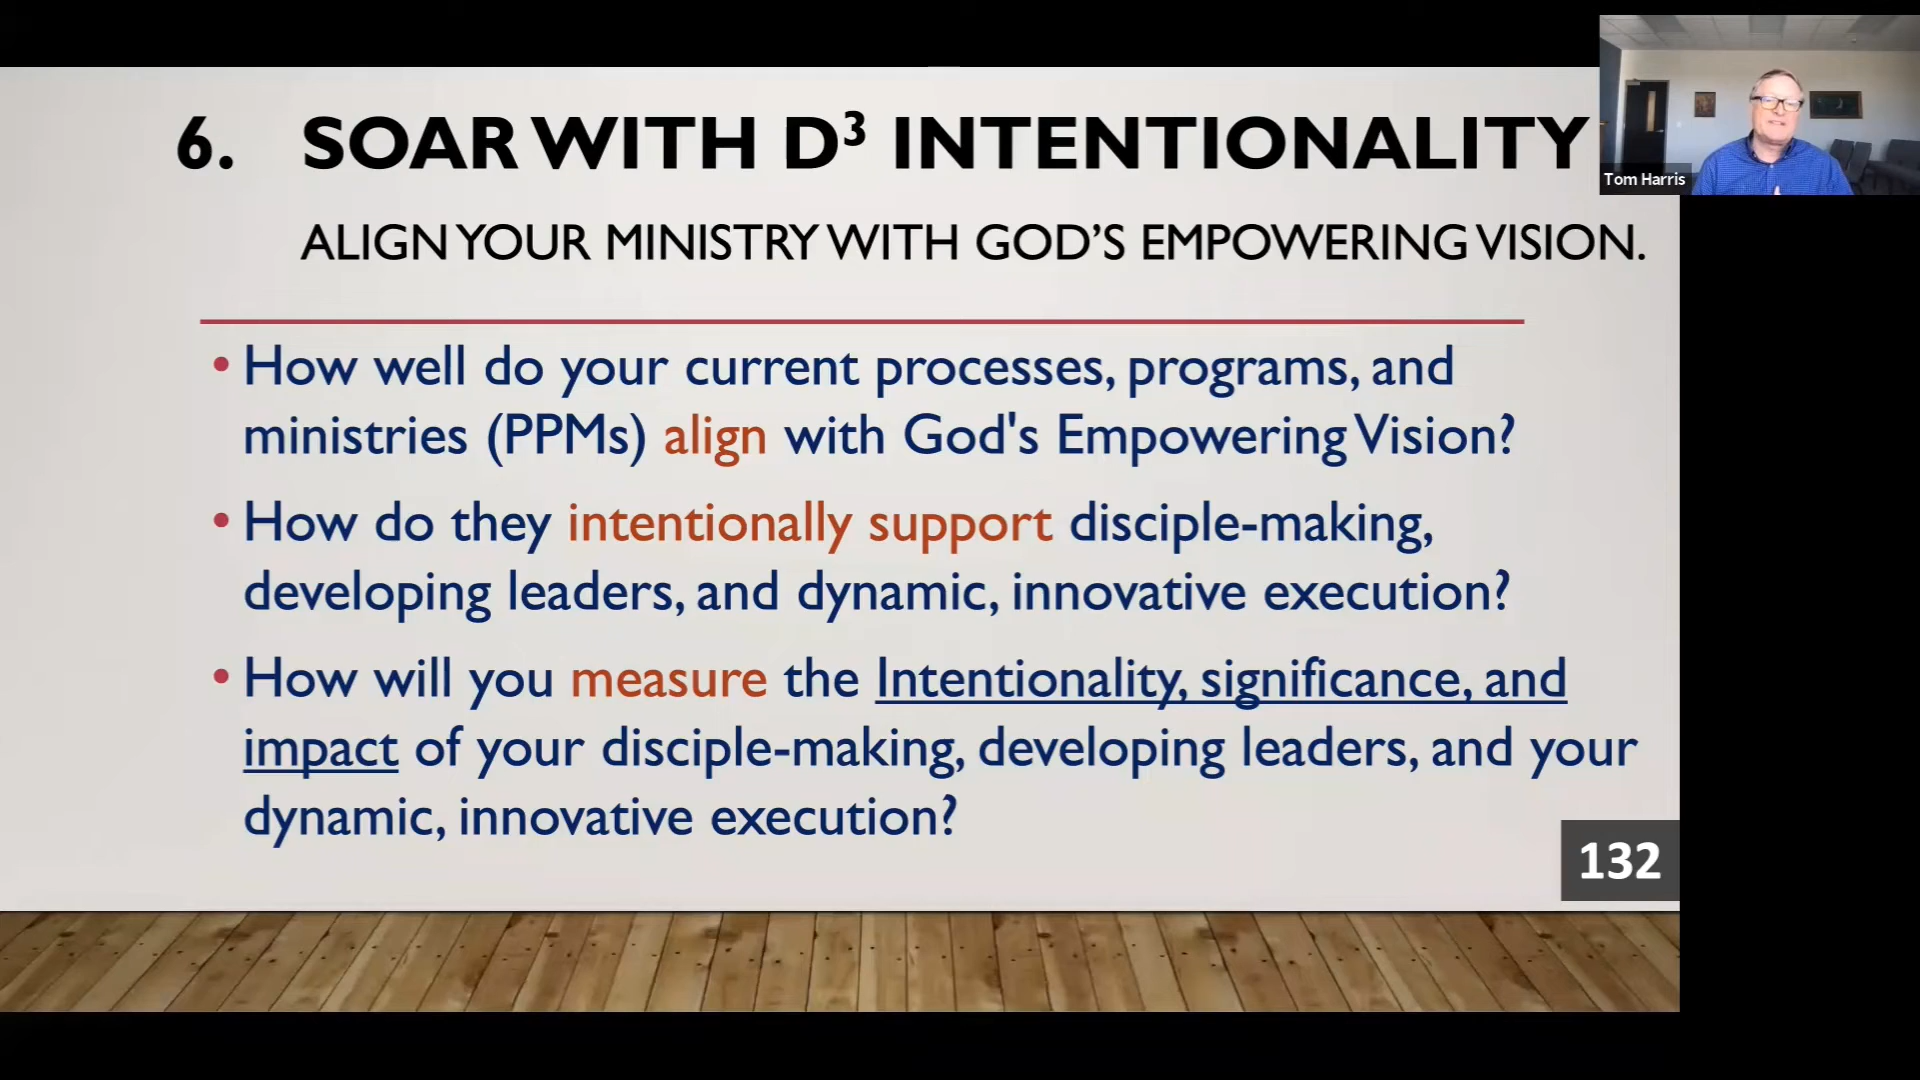 6. SOAR WITH D³ INTENTIONALITY
Tom Harris
ALIGN YOUR MINISTRY WITH GOD’S EMPOWERING VISION.
• How well do your current processes, programs, and
ministries (PPMs) align with God's Empowering Vision?
• How do they intentionally support disciple-making,
developing leaders, and dynamic, innovative execution?
• How will you measure the Intentionality, significance, and
impact of your disciple-making, developing leaders, and your
dynamic, innovative execution?
132